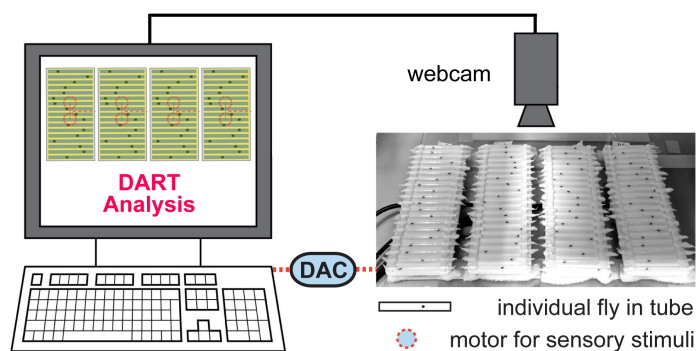 webcam
DART
Analysis
DAC
individual fly in tube
motor for sensory stimuli